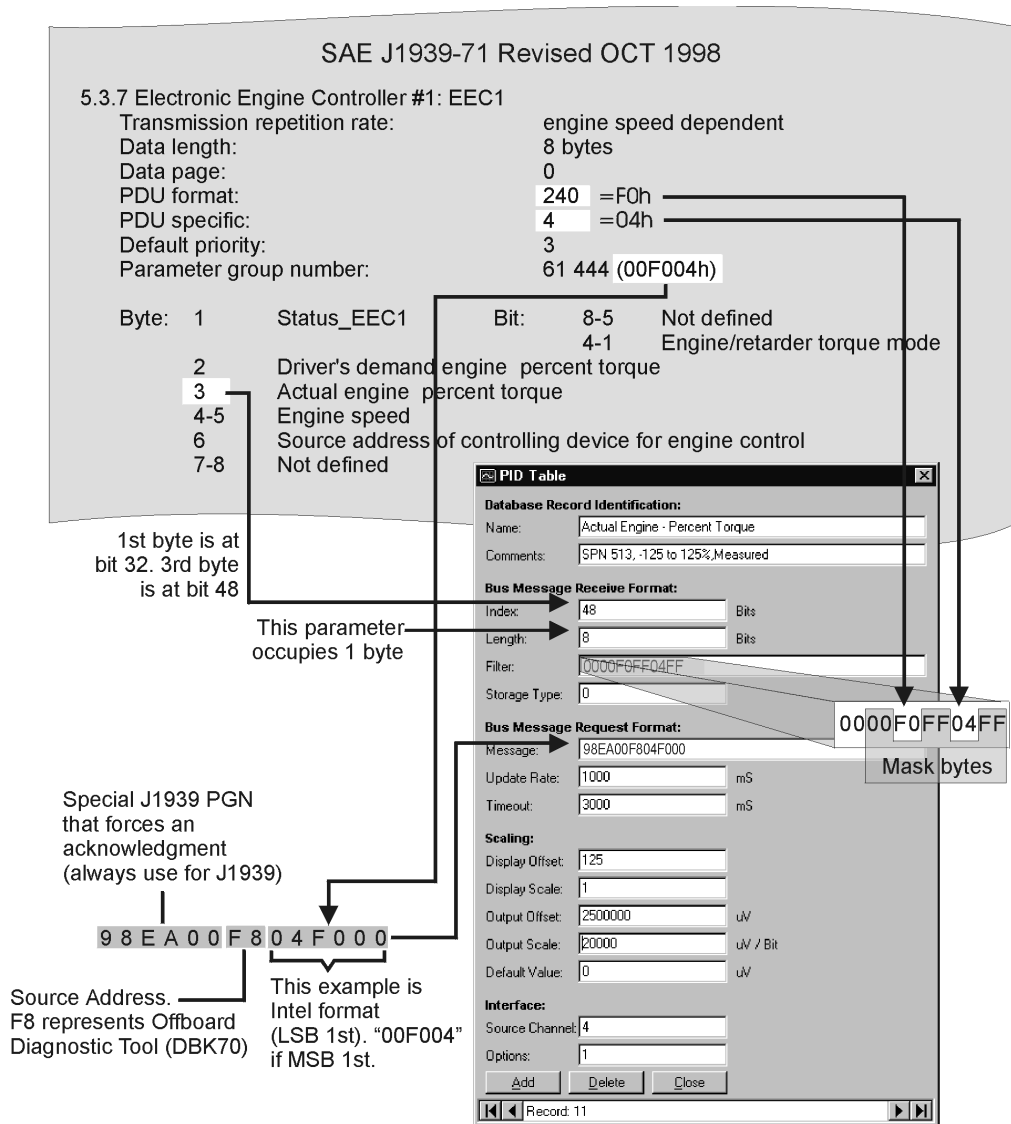 SAE J1939-71 Revised OCT 1998
5.3.7 Electronic Engine Controller #1: EEC1
Transmission repetition rate: engine speed dependent
Data length: 8 bytes
Data page: 0
PDU format: 240 =F0h
PDU specific: 4 =04h
Default priority: 3
Parameter group number: 61 444 (00F004h)
Byte: 1 Status_EEC1 Bit: 8-5 Not defined
4-1 Engine/retarder torque mode
2 Driver's demand engine percent torque
3 Actual engine percent torque
4-5 Engine speed
6 Source address of controlling device for engine control
7-8 Not defined
1st byte is at
bit 32. 3rd byte
is at bit 48
This parameter
occupies 1 byte
PID Table
Database Record Identification:
Name: Actual Engine - Percent Torque
Comments: SPN 513, -125 to 125%,Measured
Bus Message Receive Format:
Index: 48 Bits
Length: 8 Bits
Filter: 0000F0FF04FF
Storage Type: 0
Bus Message Request Format:
Message: 98EA00F804F000
Update Rate: 1000 mS
Timeout: 3000 mS
Scaling:
Display Offset: 125
Display Scale: 1
Output Offset: 2500000 uV
Output Scale: 20000 uV / Bit
Default Value: 0 uV
Interface:
Source Channel: 4
Options: 1
Add Delete Close
Record: 11
0000F0FF04FF
Mask bytes
Special J1939 PGN
that forces an
acknowledgment
(always use for J1939)
98EA00 F8 04F000
Source Address.
F8 represents Offboard
Diagnostic Tool (DBK70)
This example is
Intel format
(LSB 1st). “00F004”
if MSB 1st.